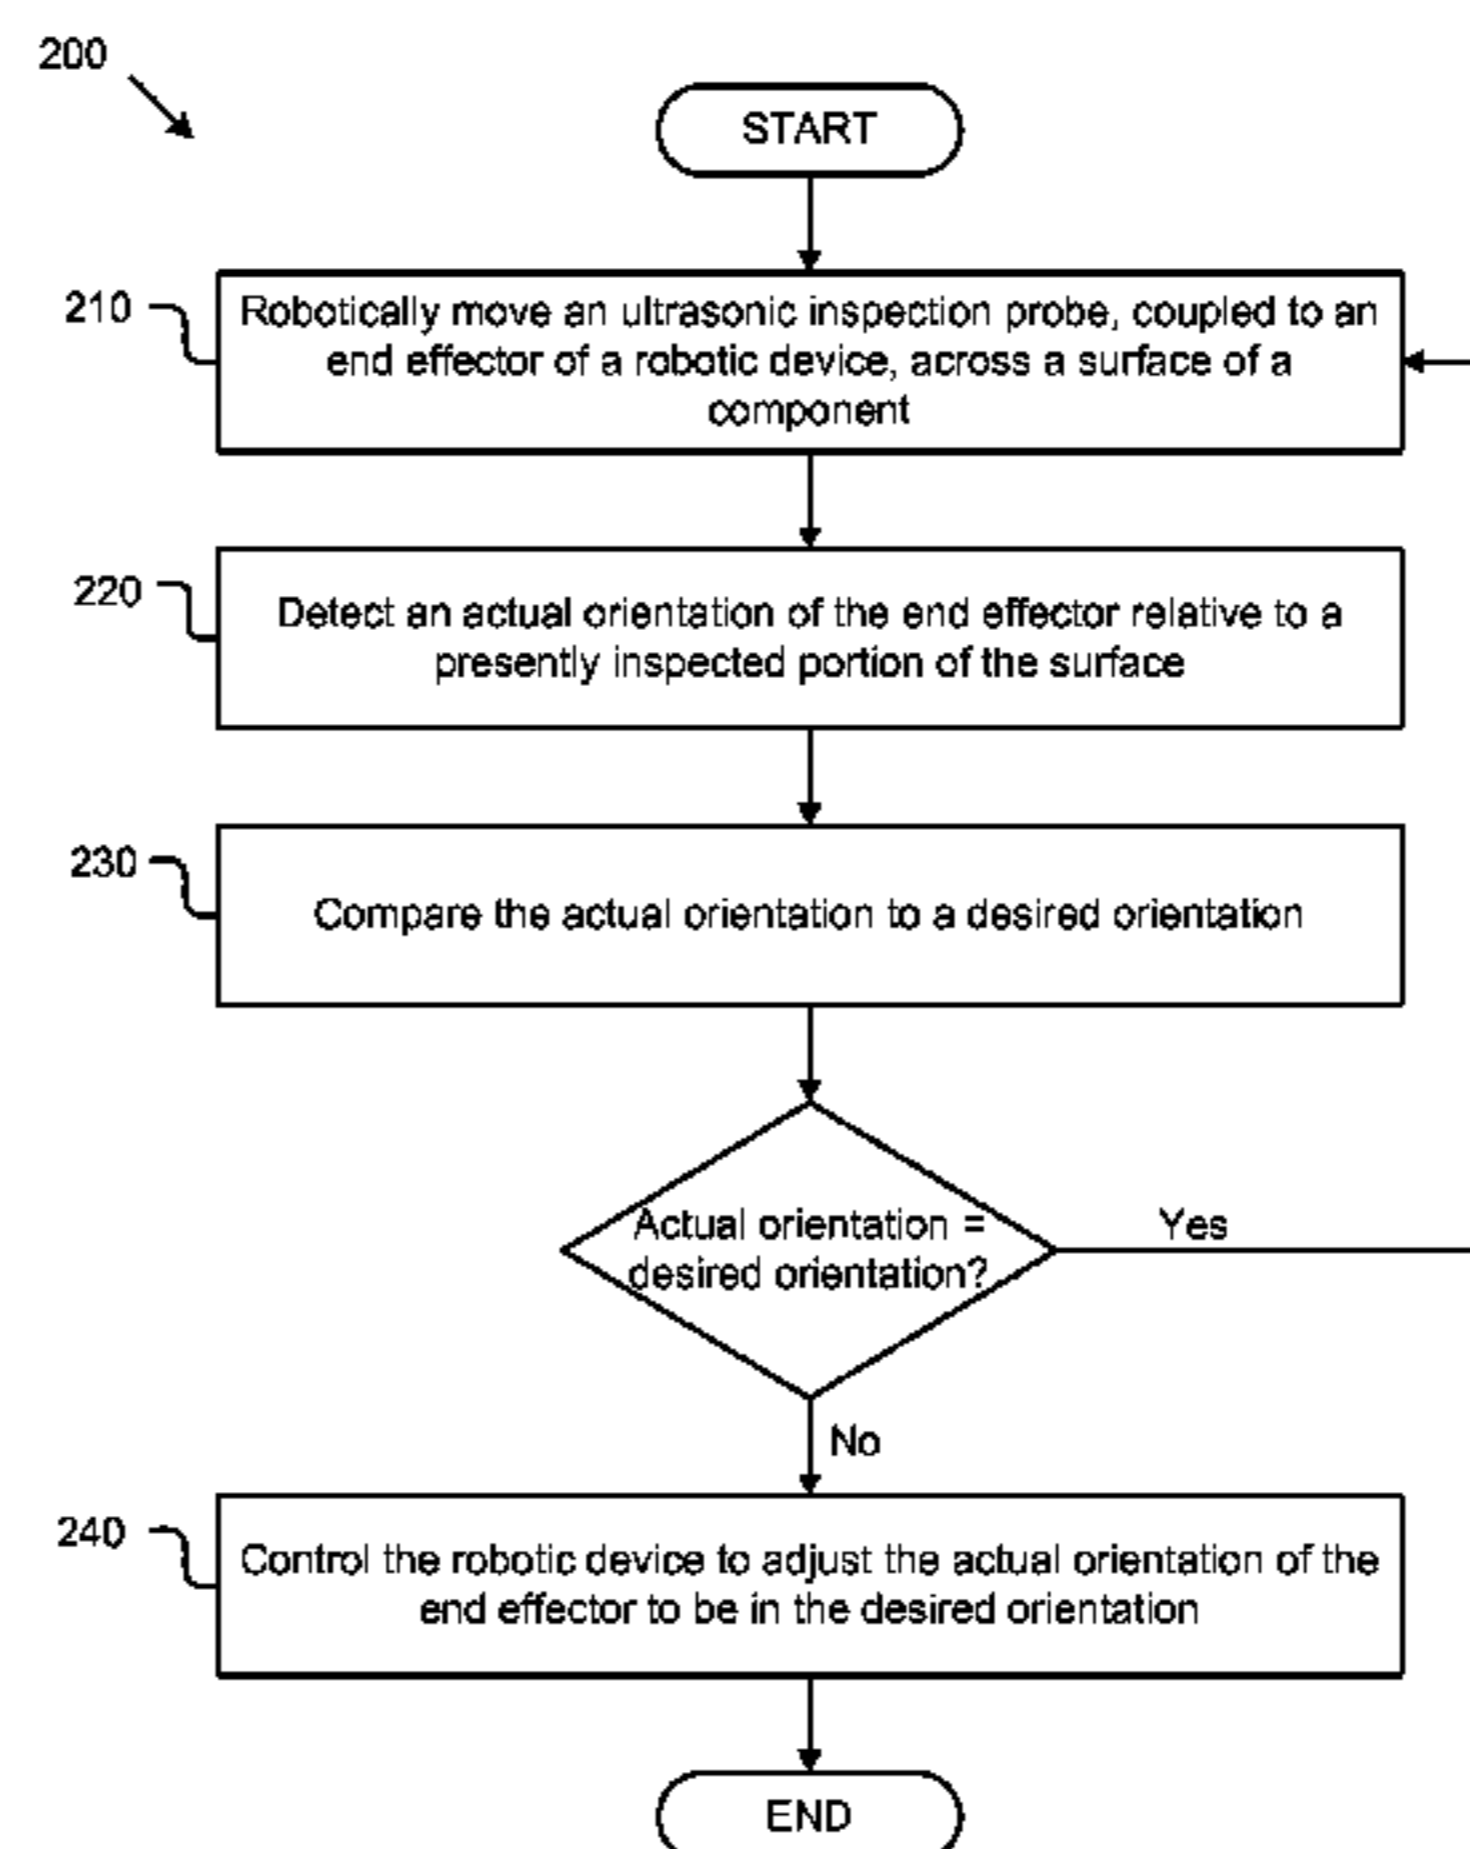 200
START
210
Robotically move an ultrasonic inspection probe, coupled to an
end effector of a robotic device, across a surface of a
component
220
Detect an actual orientation of the end effector relative to a
presently inspected portion of the surface
230
Compare the actual orientation to a desired orientation
Actual orientation =
desired orientation?
Yes
No
240
Control the robotic device to adjust the actual orientation of the
end effector to be in the desired orientation
END